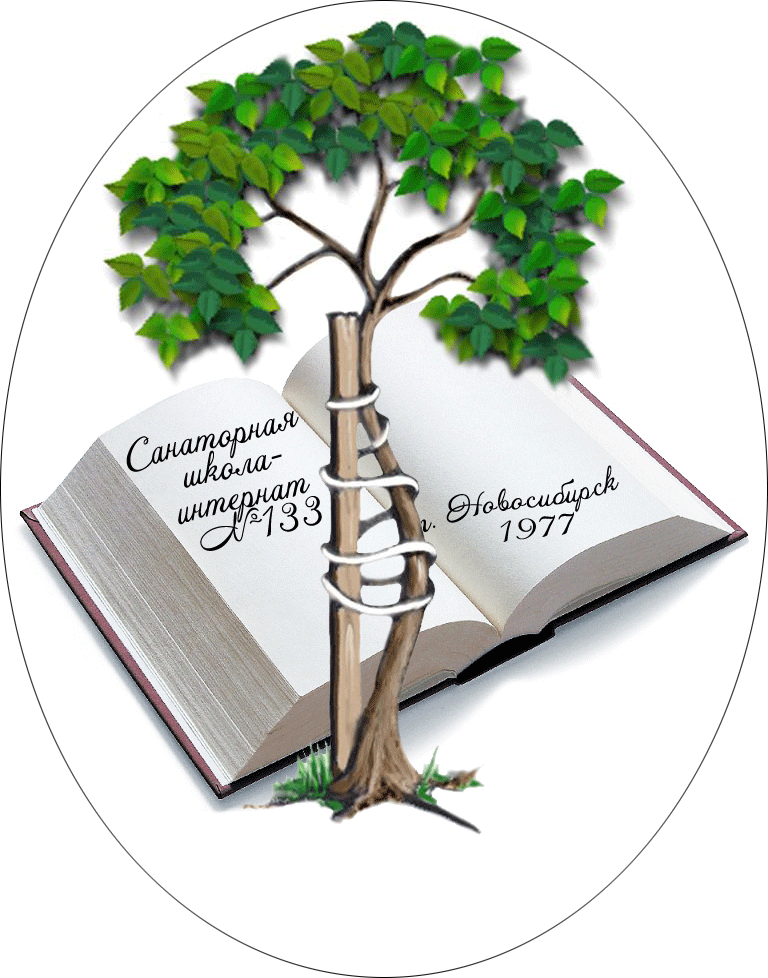 Санаторная
школа-
интернат
№133
г. Новосибирск
1977